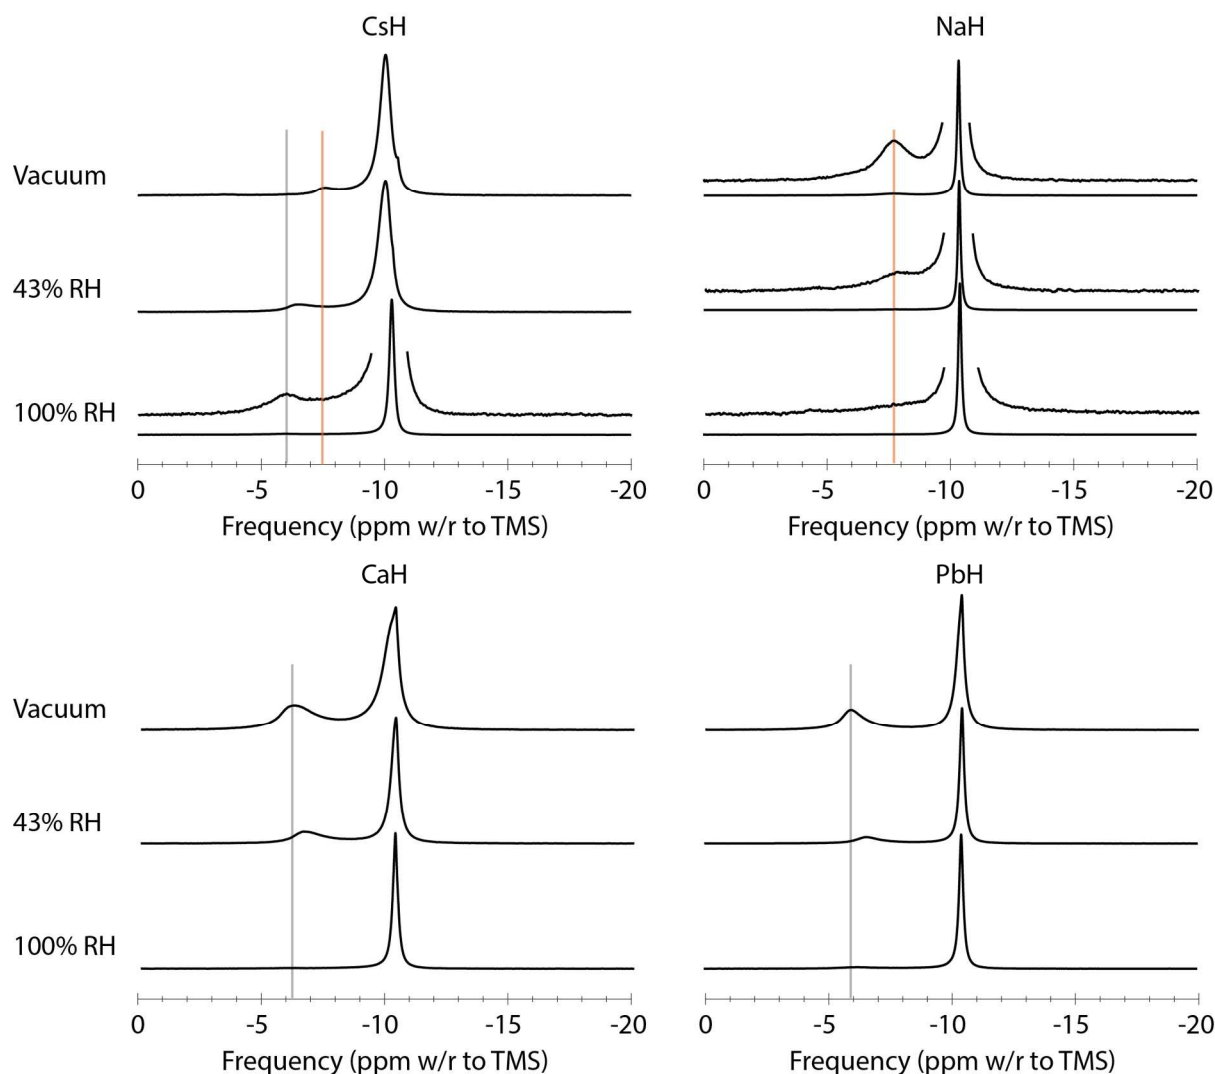 CsH
NaH
Vacuum
43% RH
100% RH
0 -5 -10 -15 -20
0 -5 -10 -15 -20
Frequency (ppm w/r to TMS)
Frequency (ppm w/r to TMS)
CaH
PbH
Vacuum
43% RH
100% RH
0 -5 -10 -15 -20
0 -5 -10 -15 -20
Frequency (ppm w/r to TMS)
Frequency (ppm w/r to TMS)